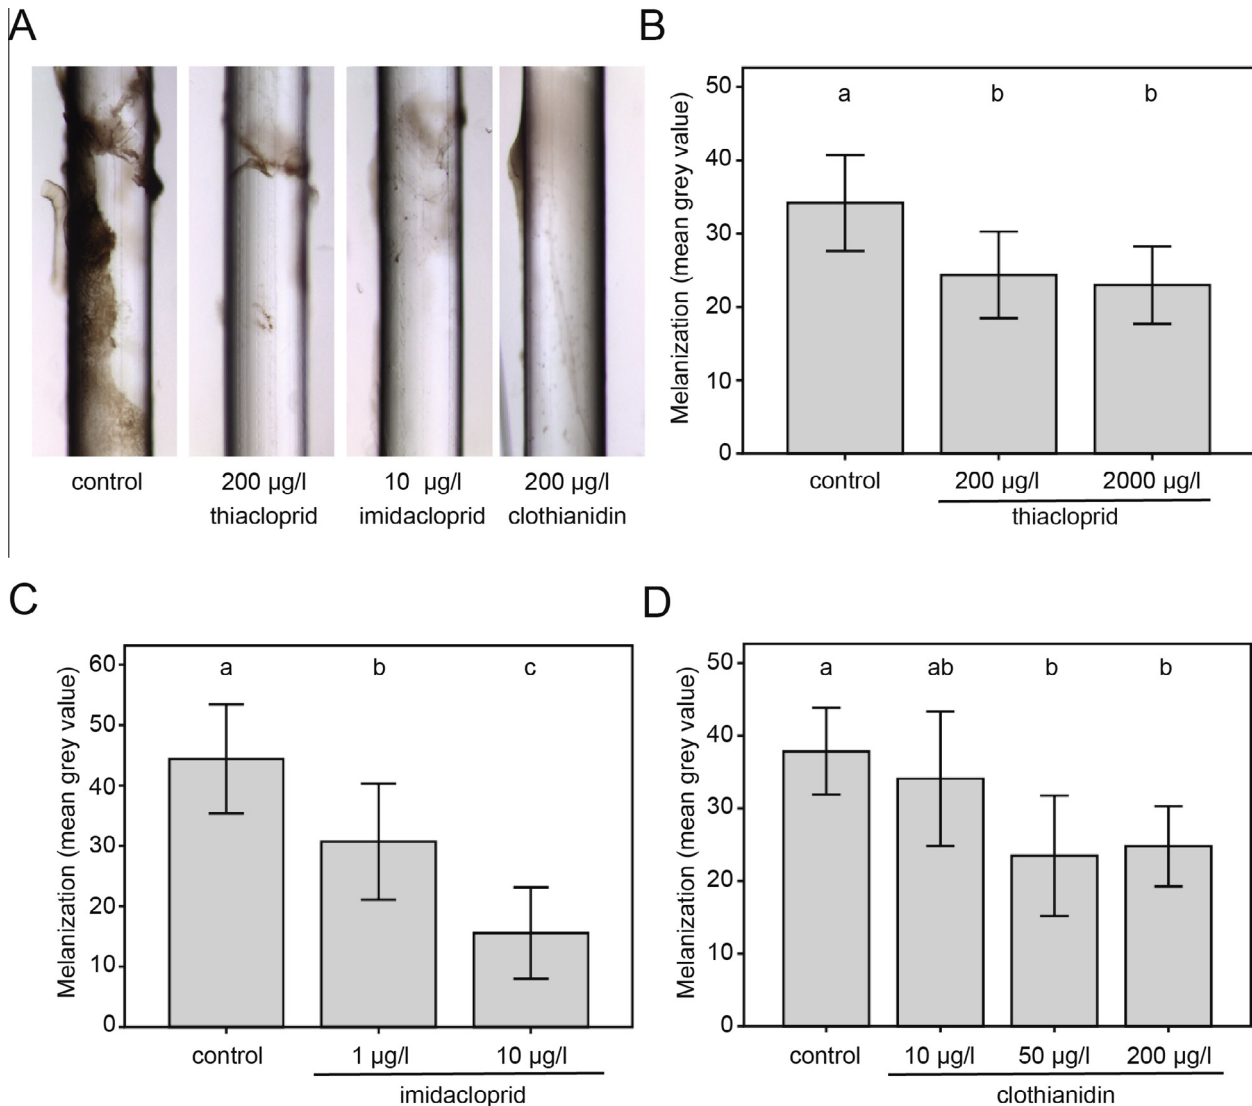 A
control
200 µg/l
thiacloprid
10 µg/l
imidacloprid
200 µg/l
clothianidin
B
Melanization (mean grey value)
50
40
30
20
10
0
a b b
control 200 µg/l 2000 µg/l
thiacloprid
C
Melanization (mean grey value)
60
50
40
30
20
10
0
a b c
control 1 µg/l 10 µg/l
imidacloprid
D
Melanization (mean grey value)
50
40
30
20
10
0
a ab b b
control 10 µg/l 50 µg/l 200 µg/l
clothianidin